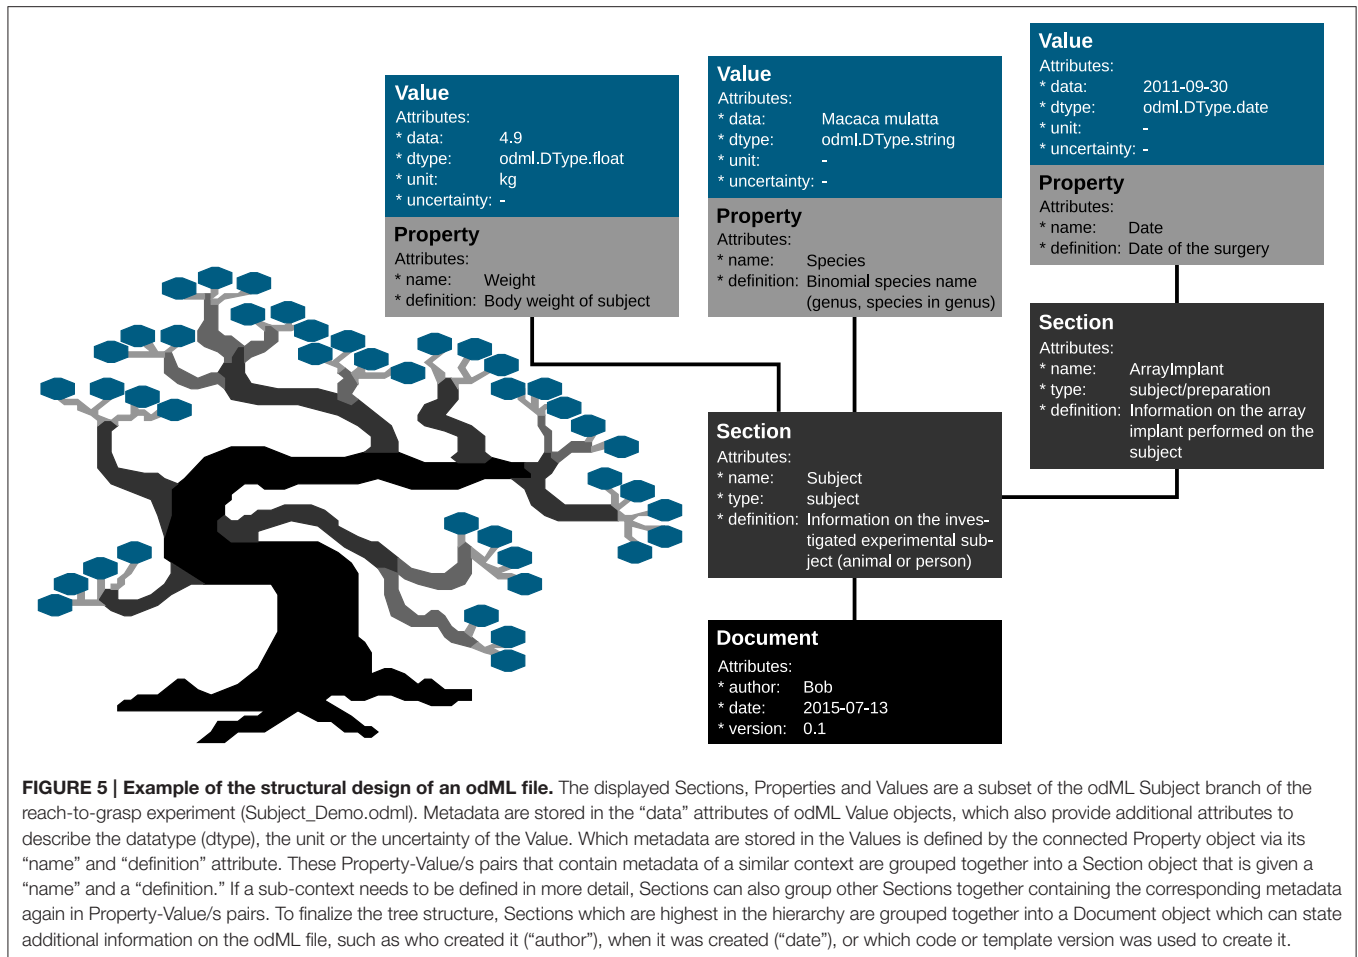 Value
Attributes:
* data: 4.9
* dtype: odml.DType.float
* unit: kg
* uncertainty: -
Property
Attributes:
* name: Weight
* definition: Body weight of subject
Value
Attributes:
* data: Macaca mulatta
* dtype: odml.DType.string
* unit: -
* uncertainty: -
Property
Attributes:
* name: Species
* definition: Binomial species name
(genus, species in genus)
Value
Attributes:
* data: 2011-09-30
* dtype: odml.DType.date
* unit: -
* uncertainty: -
Property
Attributes:
* name: Date
* definition: Date of the surgery
Section
Attributes:
* name: ArrayImplant
* type: subject/preparation
* definition: Information on the array
implant performed on the
subject
Section
Attributes:
* name: Subject
* type: subject
* definition: Information on the inves-
tigated experimental sub-
ject (animal or person)
Document
Attributes:
* author: Bob
* date: 2015-07-13
* version: 0.1
FIGURE 5 | Example of the structural design of an odML file. The displayed Sections, Properties and Values are a subset of the odML Subject branch of the
reach-to-grasp experiment (Subject_Demo.odml). Metadata are stored in the “data” attributes of odML Value objects, which also provide additional attributes to
describe the datatype (dtype), the unit or the uncertainty of the Value. Which metadata are stored in the Values is defined by the connected Property object via its
“name” and “definition” attribute. These Property-Value/s pairs that contain metadata of a similar context are grouped together into a Section object that is given a
“name” and a “definition.” If a sub-context needs to be defined in more detail, Sections can also group other Sections together containing the corresponding metadata
again in Property-Value/s pairs. To finalize the tree structure, Sections which are highest in the hierarchy are grouped together into a Document object which can state
additional information on the odML file, such as who created it (“author”), when it was created (“date”), or which code or template version was used to create it.